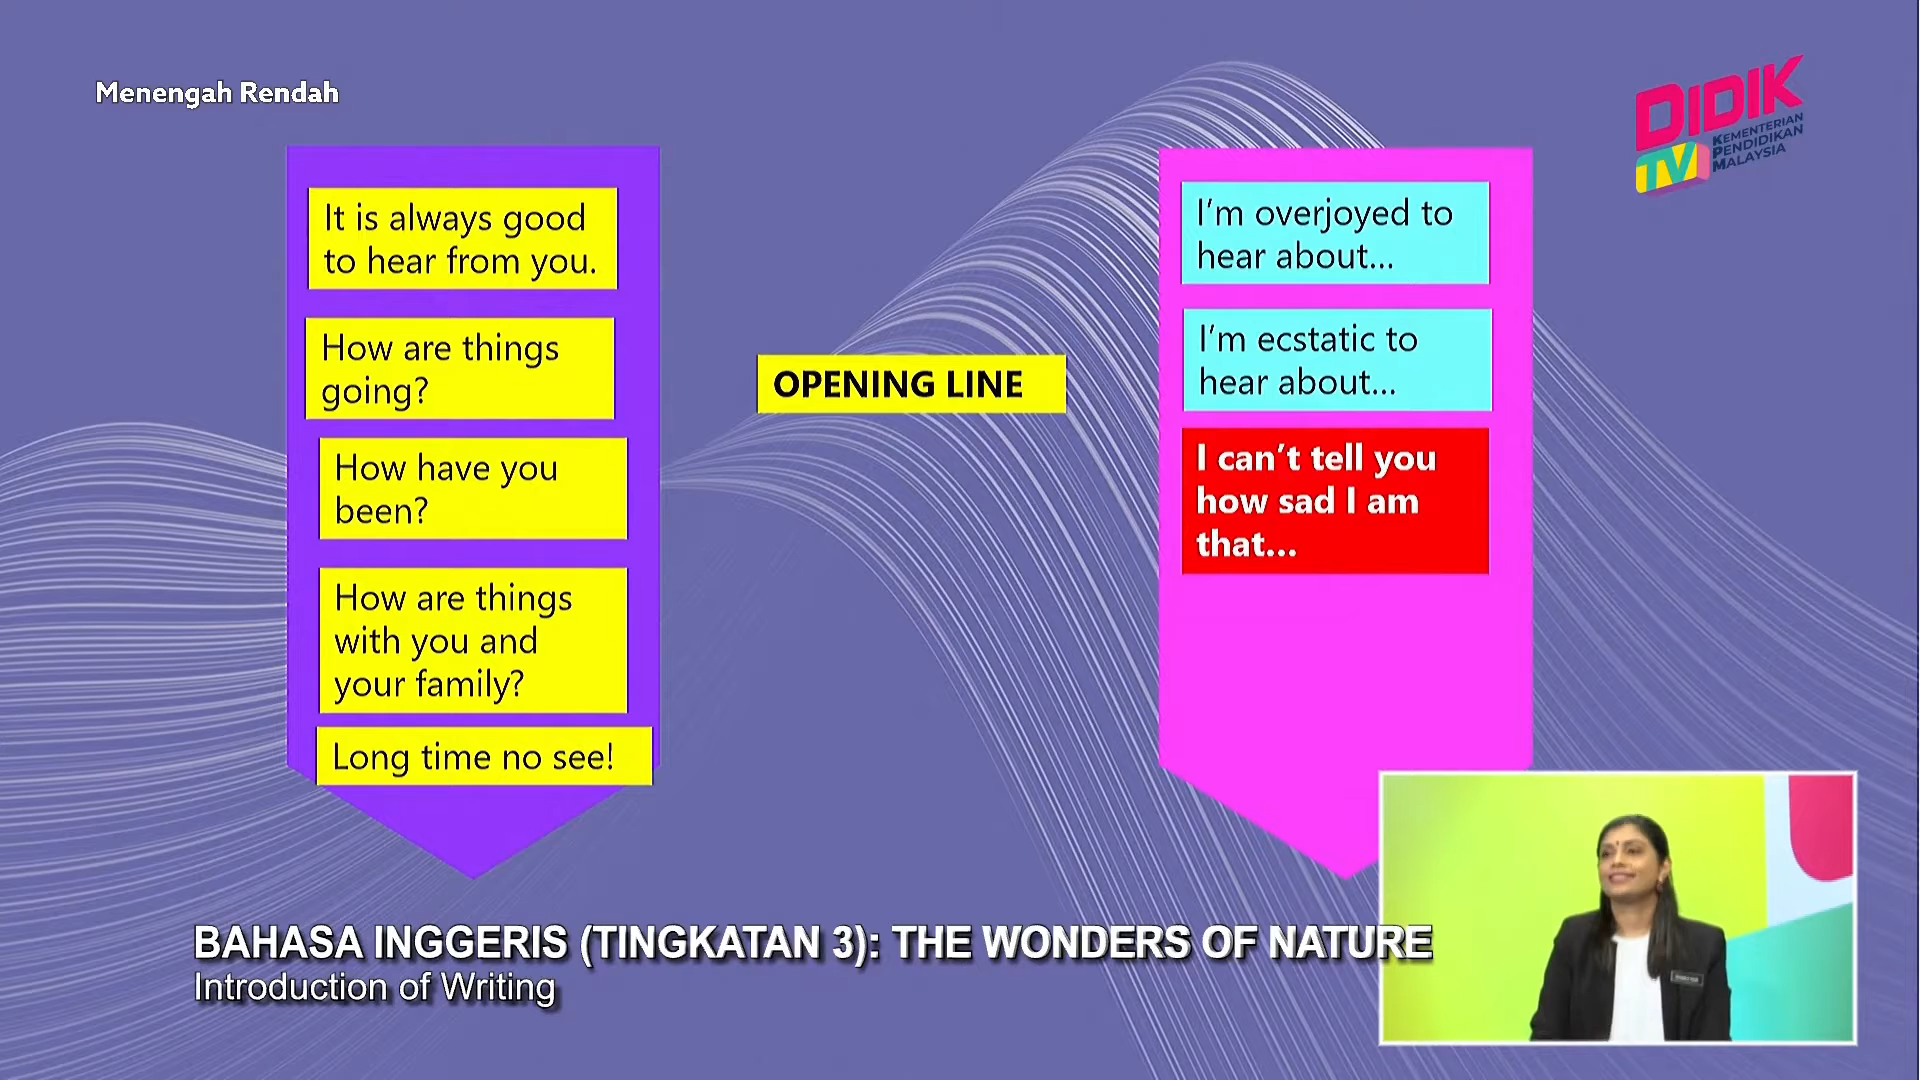 Menengah Rendah
DIDIK
TV
KEMENTERIAN
PENDIDIKAN
MALAYSIA
It is always good
to hear from you.
How are things
going?
How have you
been?
How are things
with you and
your family?
Long time no see!
OPENING LINE
I'm overjoyed to
hear about...
I'm ecstatic to
hear about...
I can't tell you
how sad I am
that...
BAHASA INGGERIS (TINGKATAN 3): THE WONDERS OF NATURE
Introduction of Writing